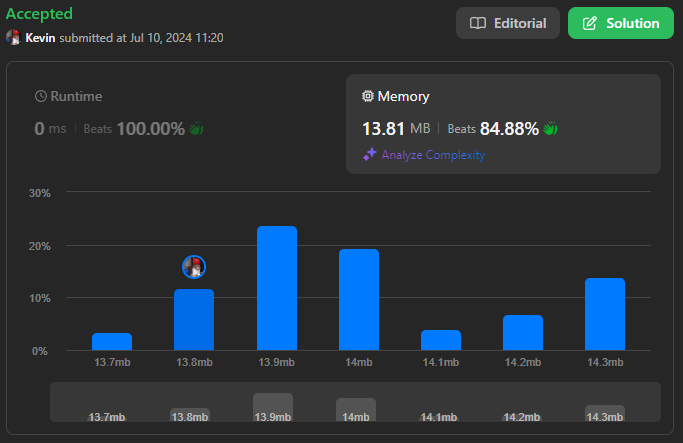 Accepted
Kevin submitted at Jul 10, 2024 11:20
Editorial
Solution
Runtime
0 ms | Beats 100.00%
Memory
13.81 MB | Beats 84.88%
Analyze Complexity
30%
20%
10%
0%
13.7mb 13.8mb 13.9mb 14mb 14.1mb 14.2mb 14.3mb
13.7mb 13.8mb 13.9mb 14mb 14.1mb 14.2mb 14.3mb